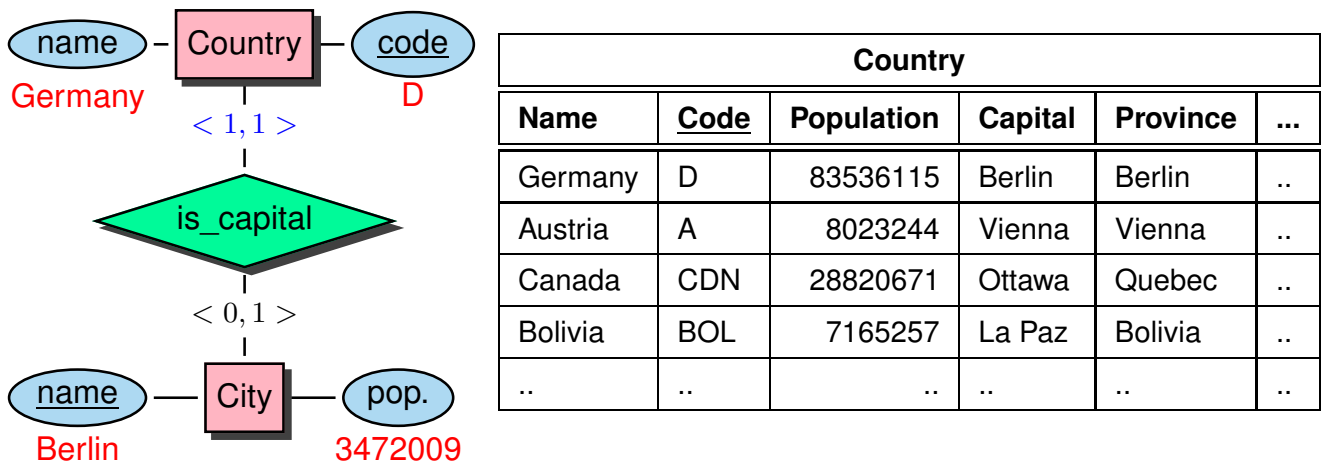 name Country code
Germany D
< 1, 1 >
is_capital
< 0, 1 >
name City pop.
Berlin 3472009
Country
Name Code Population Capital Province ...
Germany D 83536115 Berlin Berlin ..
Austria A 8023244 Vienna Vienna ..
Canada CDN 28820671 Ottawa Quebec ..
Bolivia BOL 7165257 La Paz Bolivia ..
.. .. .. .. .. ..